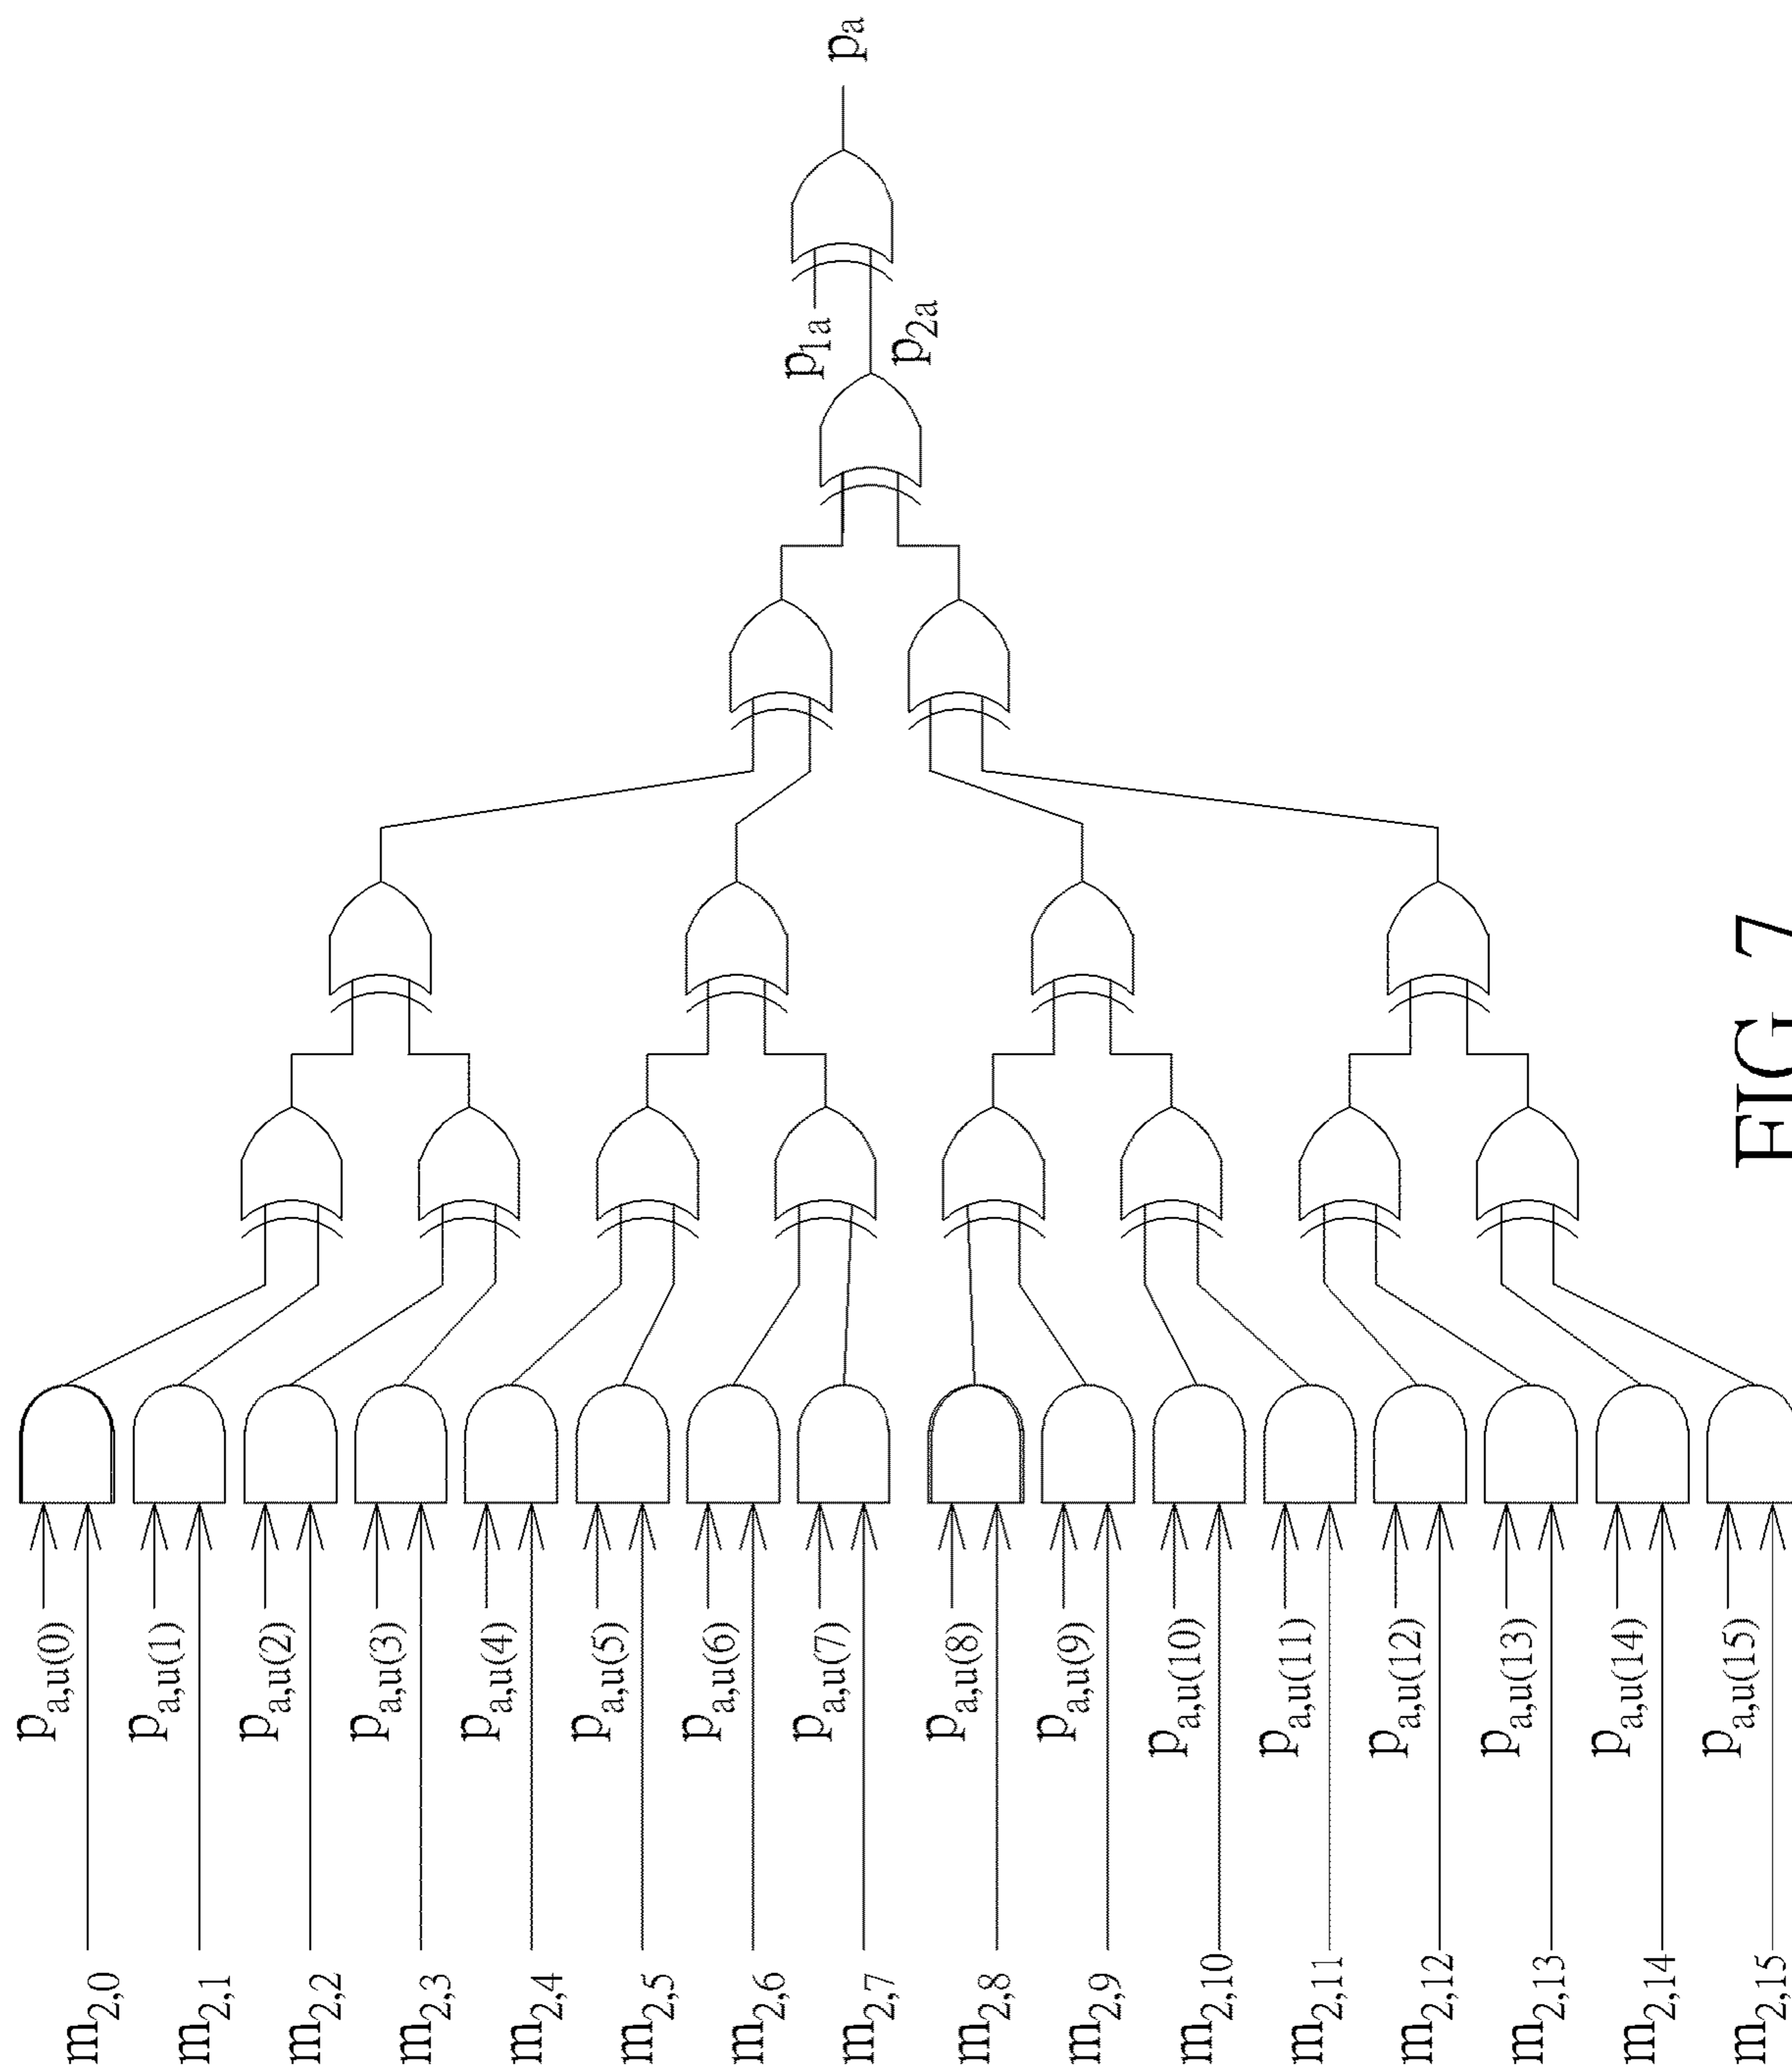 m2,0
m2,1
m2,2
m2,3
m2,4
m2,5
m2,6
m2,7
m2,8
m2,9
m2,10
m2,11
m2,12
m2,13
m2,14
m2,15
pa,u(0)
pa,u(1)
pa,u(2)
pa,u(3)
pa,u(4)
pa,u(5)
pa,u(6)
pa,u(7)
pa,u(8)
pa,u(9)
pa,u(10)
pa,u(11)
pa,u(12)
pa,u(13)
pa,u(14)
pa,u(15)
p1a
p2a
pa
FIG. 7